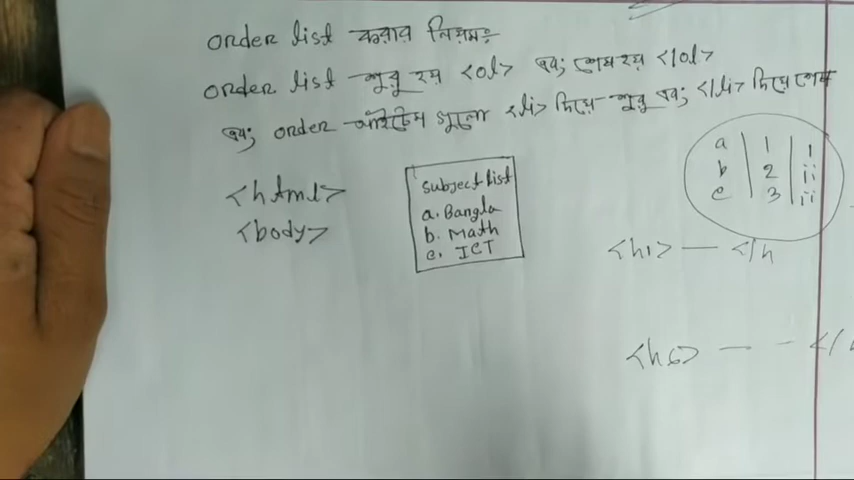 order list করার নিয়মঃ
order list শুরু হয় <ol> এবং শেষ হয় </ol>
এবং order আইটেম গুলো <li> দিয়ে শুরু এবং </li> দিয়ে শেষ
<html>
<body>
subject list
a. Bangla
b. Math
c. ICT
a | 1 | i
b | 2 | ii
c | 3 | iii
<h1> — </h
<h6> — - </